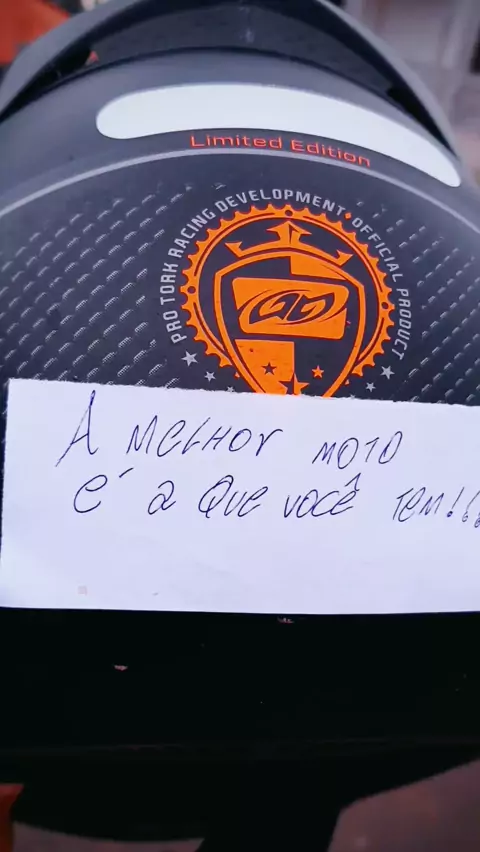 Limited Edition
PRO TORK RACING DEVELOPMENT • OFFICIAL PRODUCT
A MELHOR MOTO
É A QUE VOCÊ TEM!!!